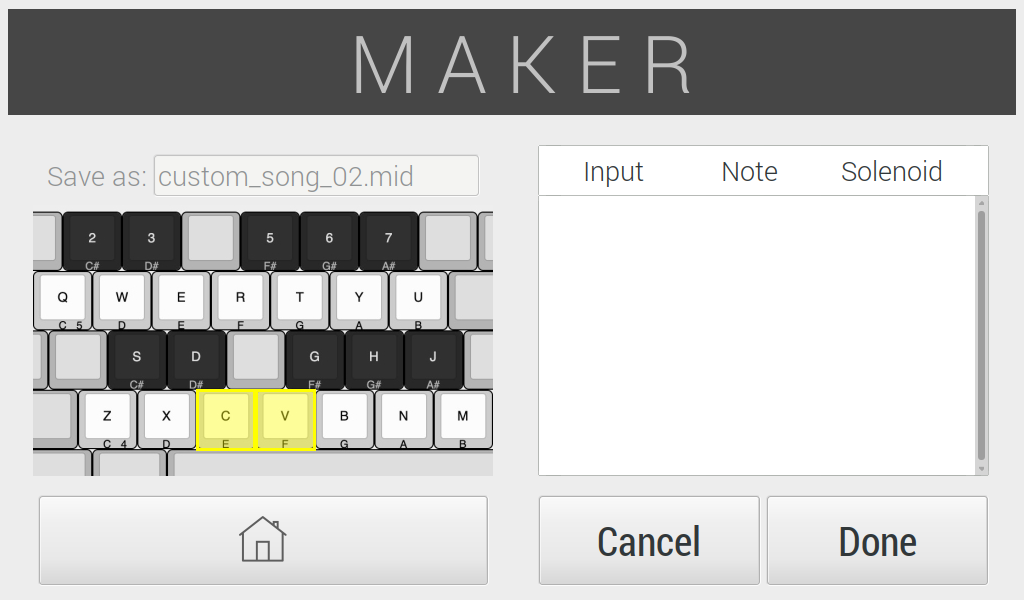 MAKER
Save as: custom_song_02.mid
2 3 5 6 7
C# D# F# G# A#
Q W E R T Y U
C 5 D E F G A B
S D G H J
C# D# F# G# A#
Z X C V B N M
C 4 D E F G A B
Input Note Solenoid
Cancel Done